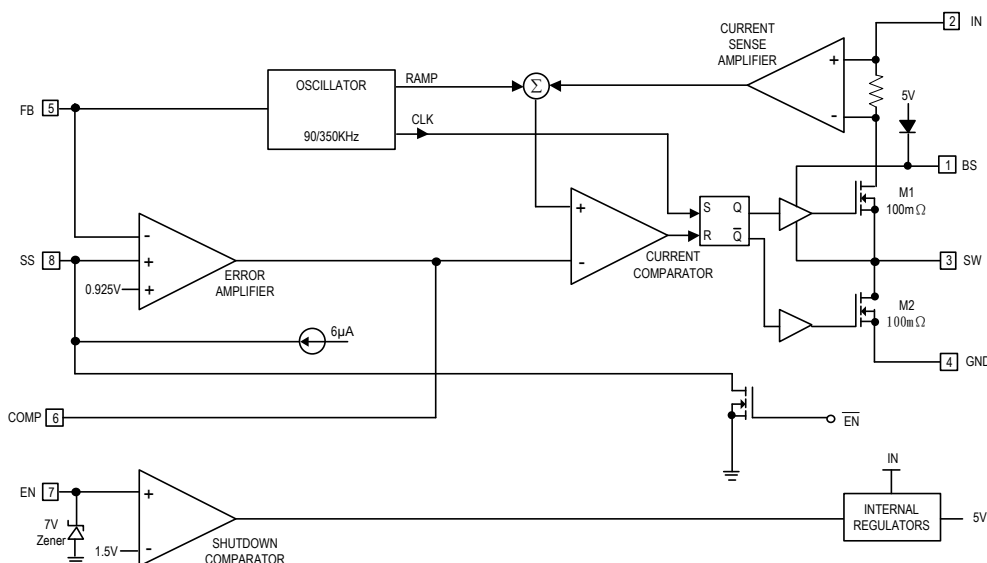 2 IN
CURRENT
SENSE
AMPLIFIER
+
-
OSCILLATOR
90/350KHz
RAMP
Σ
5V
FB 5
CLK
1 BS
M1
100mΩ
+
-
CURRENT
COMPARATOR
S Q
R Q̅
-
+
+
SS 8
0.925V
ERROR
AMPLIFIER
3 SW
M2
100mΩ
6µA
4 GND
COMP 6
E̅N̅
IN
EN 7
+
-
7V
Zener
1.5V
SHUTDOWN
COMPARATOR
INTERNAL
REGULATORS
5V